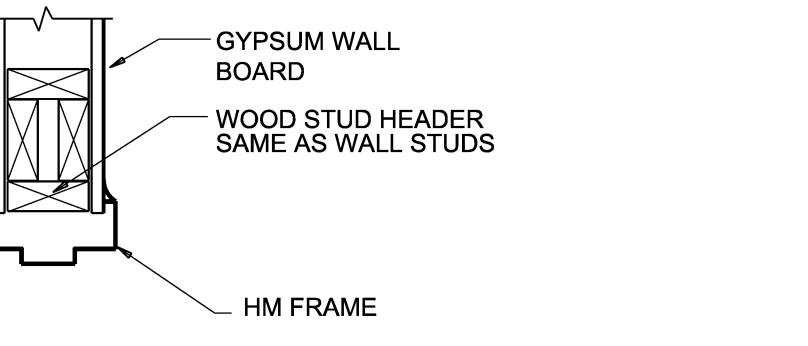 GYPSUM WALL
BOARD
WOOD STUD HEADER
SAME AS WALL STUDS
HM FRAME